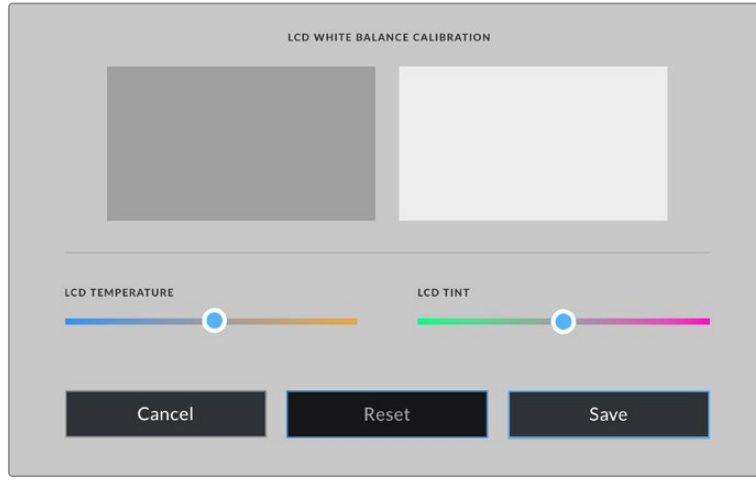 LCD WHITE BALANCE CALIBRATION
LCD TEMPERATURE
LCD TINT
Cancel
Reset
Save